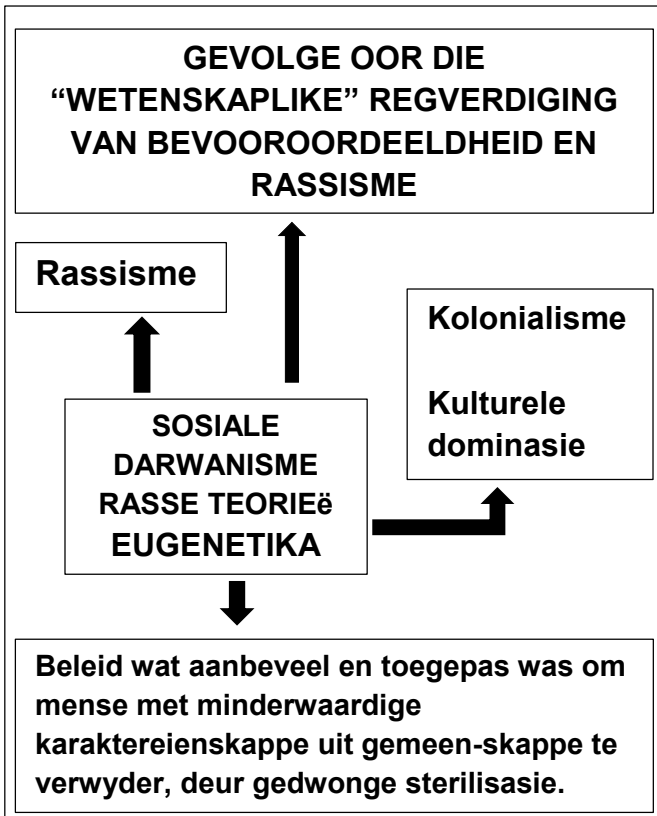 GEVOLGE OOR DIE
“WETENSKAPLIKE” REGVERDIGING
VAN BEVOOROORDEELDHEID EN
RASSISME
Rassisme
Kolonialisme
Kulturele
dominasie
SOSIALE
DARWANISME
RASSE TEORIEë
EUGENETIKA
Beleid wat aanbeveel en toegepas was om
mense met minderwaardige
karaktereienskappe uit gemeen-skappe te
verwyder, deur gedwonge sterilisasie.